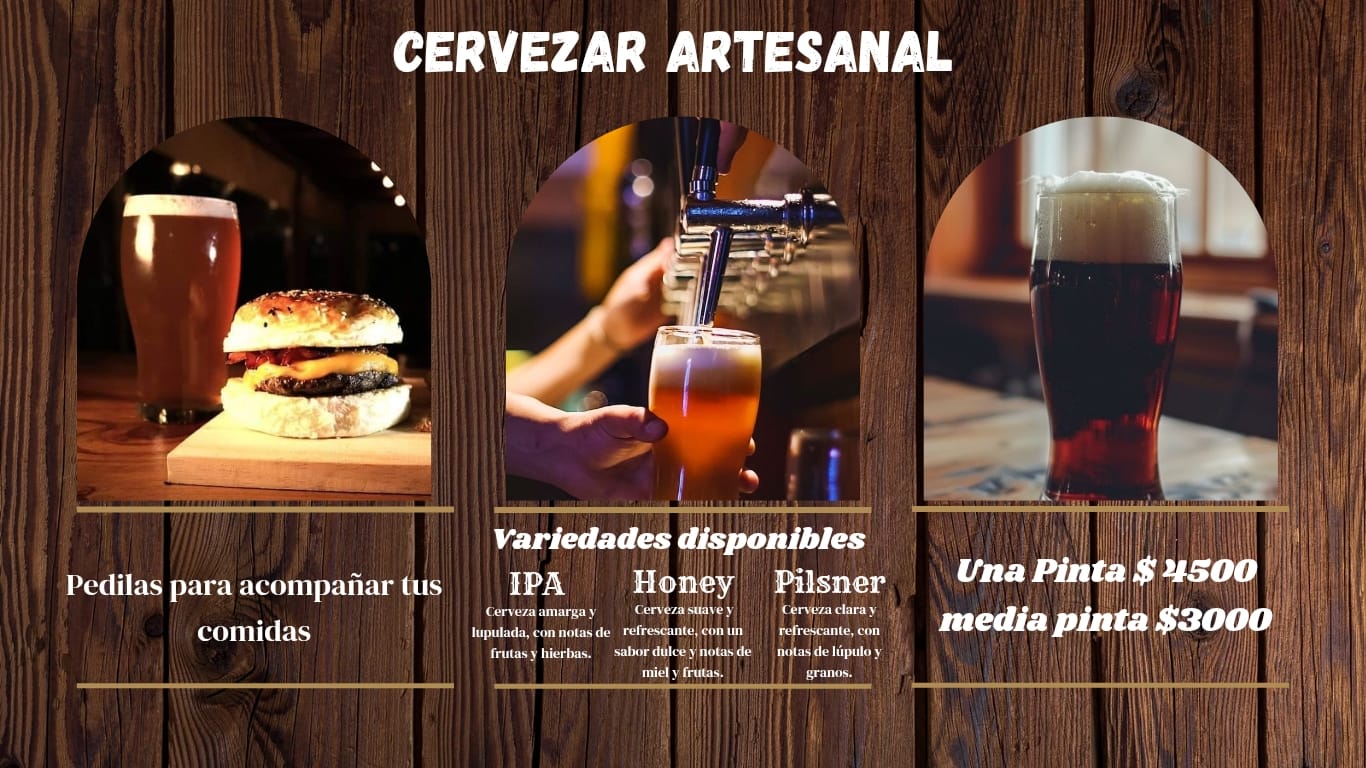 CERVEZAR ARTESANAL
Pedilas para acompañar tus
comidas
Variedades disponibles
IPA
Cerveza amarga y
lupulada, con notas de
frutas y hierbas.
Honey
Cerveza suave y
refrescante, con un
sabor dulce y notas de
miel y frutas.
Pilsner
Cerveza clara y
refrescante, con
notas de lúpulo y
granos.
Una Pinta $ 4500
media pinta $3000